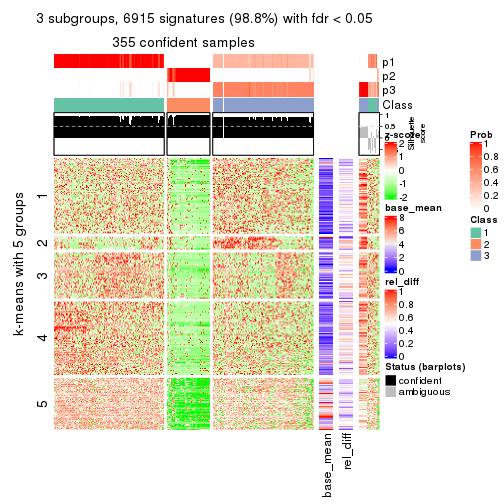 3 subgroups, 6915 signatures (98.8%) with fdr < 0.05
355 confident samples
p1
p2
p3
Class
1
0.5
0
Silhouette
score
k-means with 5 groups
1
2
3
4
5
base_mean
rel_diff
z-score
2
1
0
-1
-2
base_mean
8
6
4
2
0
rel_diff
1
0.8
0.6
0.4
0.2
0
Status (barplots)
confident
ambiguous
Prob
1
0.8
0.6
0.4
0.2
0
Class
1
2
3